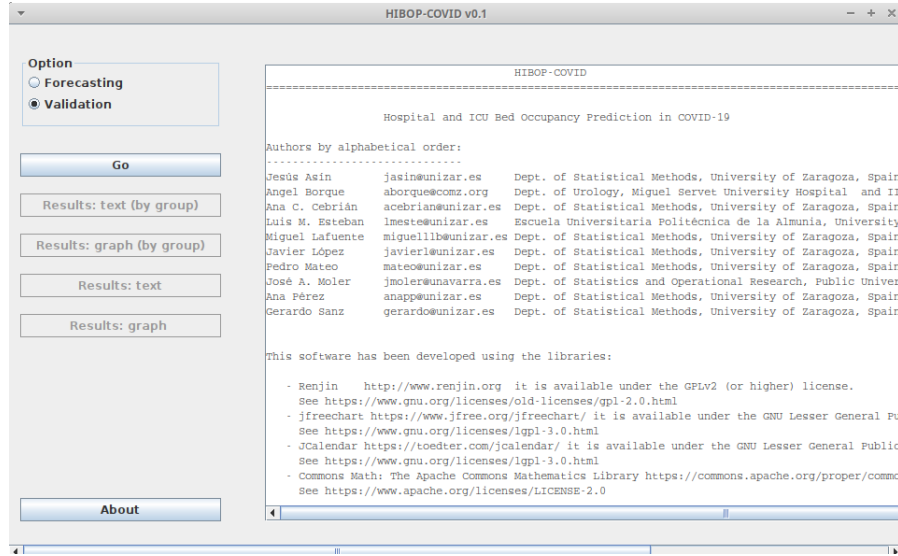 HIBOP-COVID v0.1
Option
Forecasting
Validation
Go
Results: text (by group)
Results: graph (by group)
Results: text
Results: graph
About
HIBOP-COVID
================================================================================
Hospital and ICU Bed Occupancy Prediction in COVID-19
Authors by alphabetical order:
------------------------------
Jesús Asín jasin@unizar.es Dept. of Statistical Methods, University of Zaragoza, Spain
Angel Borque aborque@comz.org Dept. of Urology, Miguel Servet University Hospital and II
Ana C. Cebrián acebrian@unizar.es Dept. of Statistical Methods, University of Zaragoza, Spain
Luis M. Esteban lmeste@unizar.es Escuela Universitaria Politécnica de la Almunia, University
Miguel Lafuente miguelllb@unizar.es Dept. of Statistical Methods, University of Zaragoza, Spain
Javier López javierl@unizar.es Dept. of Statistical Methods, University of Zaragoza, Spain
Pedro Mateo mateo@unizar.es Dept. of Statistical Methods, University of Zaragoza, Spain
José A. Moler jmoler@unavarra.es Dept. of Statistics and Operational Research, Public Univer
Ana Pérez anapp@unizar.es Dept. of Statistical Methods, University of Zaragoza, Spain
Gerardo Sanz gerardo@unizar.es Dept. of Statistical Methods, University of Zaragoza, Spain
This software has been developed using the libraries:
- Renjin http://www.renjin.org it is available under the GPLv2 (or higher) license.
See https://www.gnu.org/licenses/old-licenses/gpl-2.0.html
- jfreechart https://www.jfree.org/jfreechart/ it is available under the GNU Lesser General Pu
See https://www.gnu.org/licenses/lgpl-3.0.html
- JCalendar https://toedter.com/jcalendar/ it is available under the GNU Lesser General Public
See https://www.gnu.org/licenses/lgpl-3.0.html
- Commons Math: The Apache Commons Mathematics Library https://commons.apache.org/proper/commo
See https://www.apache.org/licenses/LICENSE-2.0